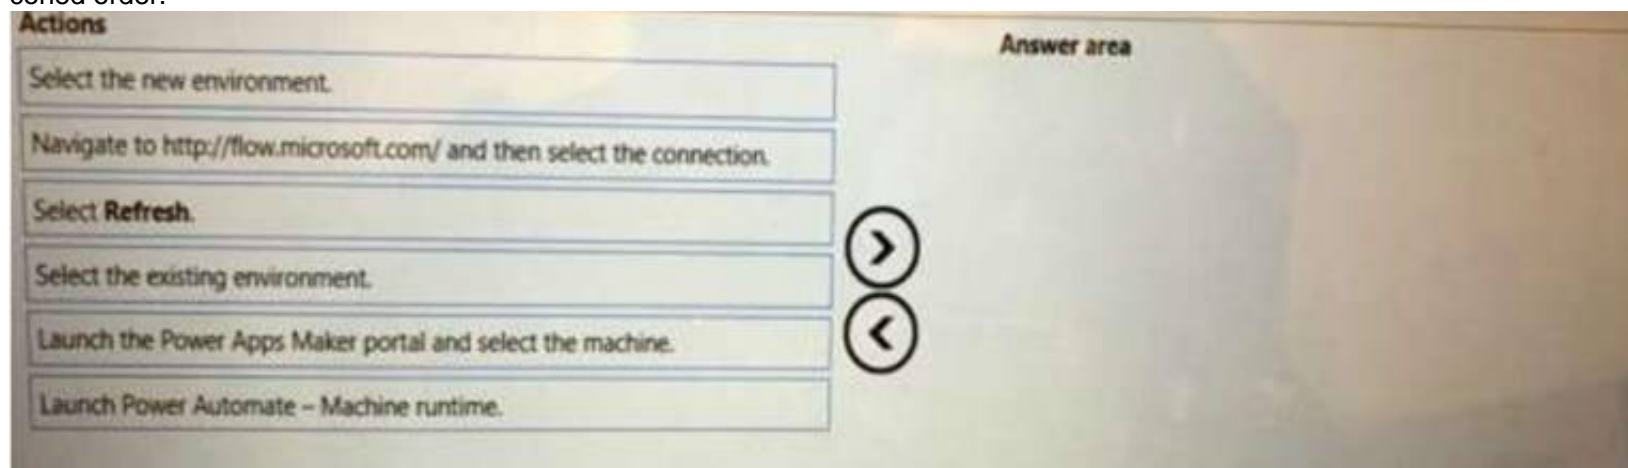 Actions
Answer area
Select the new environment.
Navigate to http://flow.microsoft.com/ and then select the connection.
Select Refresh.
Select the existing environment.
Launch the Power Apps Maker portal and select the machine.
Launch Power Automate – Machine runtime.